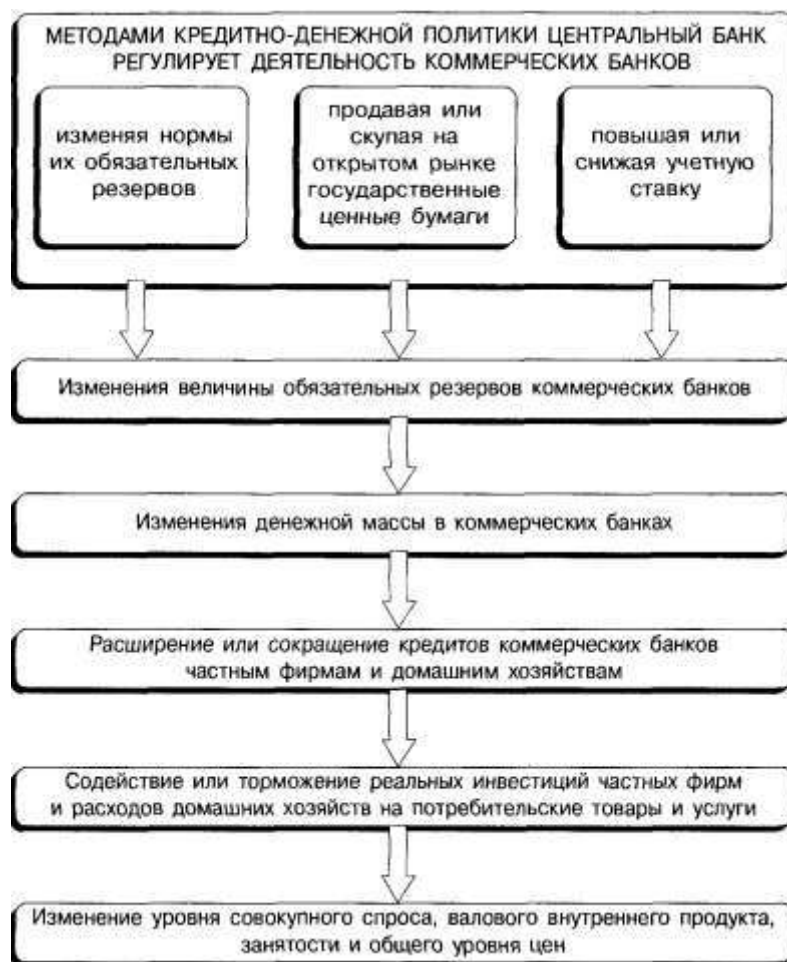 МЕТОДАМИ КРЕДИТНО-ДЕНЕЖНОЙ ПОЛИТИКИ ЦЕНТРАЛЬНЫЙ БАНК
РЕГУЛИРУЕТ ДЕЯТЕЛЬНОСТЬ КОММЕРЧЕСКИХ БАНКОВ
изменяя нормы
их обязательных
резервов
продавая или
скупая на
открытом рынке
государственные
ценные бумаги
повышая или
снижая учетную
ставку
Изменения величины обязательных резервов коммерческих банков
Изменения денежной массы в коммерческих банках
Расширение или сокращение кредитов коммерческих банков
частным фирмам и домашним хозяйствам
Содействие или торможение реальных инвестиций частных фирм
и расходов домашних хозяйств на потребительские товары и услуги
Изменение уровня совокупного спроса, валового внутреннего продукта,
занятости и общего уровня цен